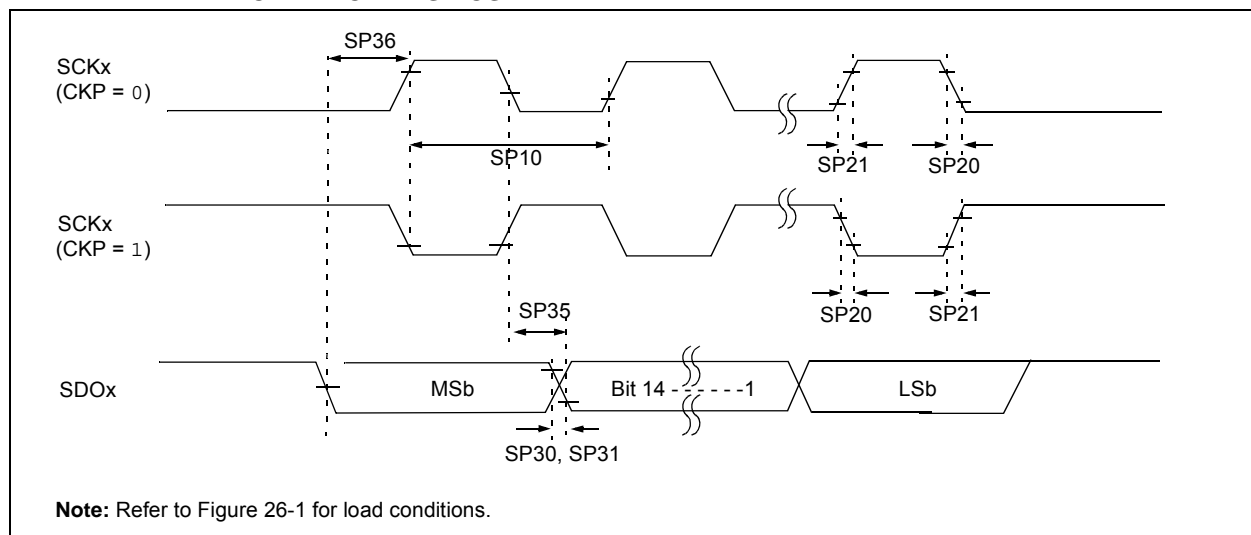 SP36
SCKx
(CKP = 0)
SP10
SP21
SP20
SCKx
(CKP = 1)
SP35
SP20
SP21
SDOx
MSb
Bit 14 - - - - - - -1
LSb
SP30, SP31
Note: Refer to Figure 26-1 for load conditions.